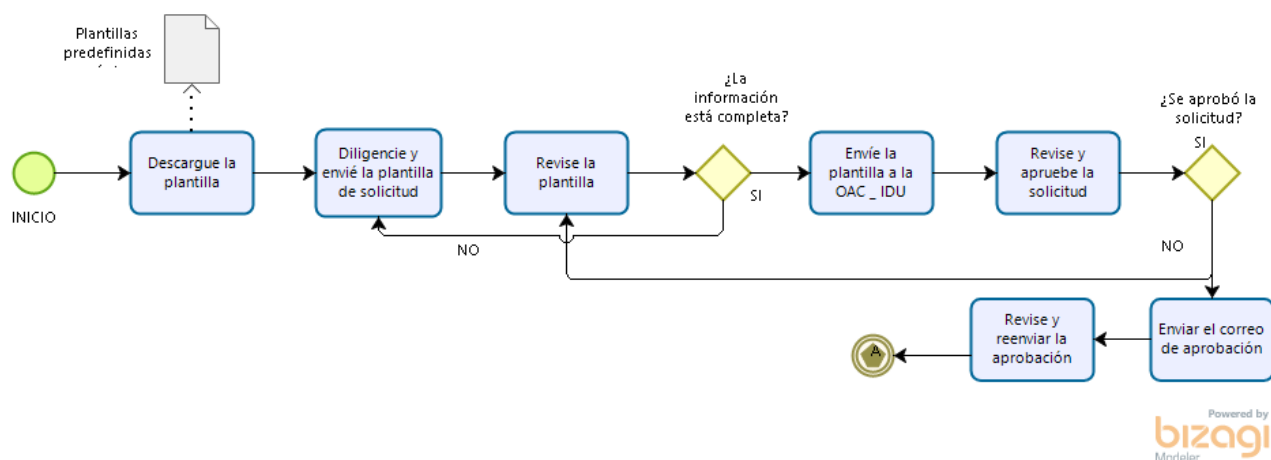 Plantillas
predefinidas
¿La
información
está completa?
¿Se aprobó la
solicitud?
SI
Descargue la
plantilla
Diligencie y
envié la plantilla
de solicitud
Revise la
plantilla
Envíe la
plantilla a la
OAC _ IDU
Revise y
apruebe la
solicitud
SI
INICIO
NO
NO
Revise y
reenviar la
aprobación
Enviar el correo
de aprobación
A
Powered by
bizagi
Modeler